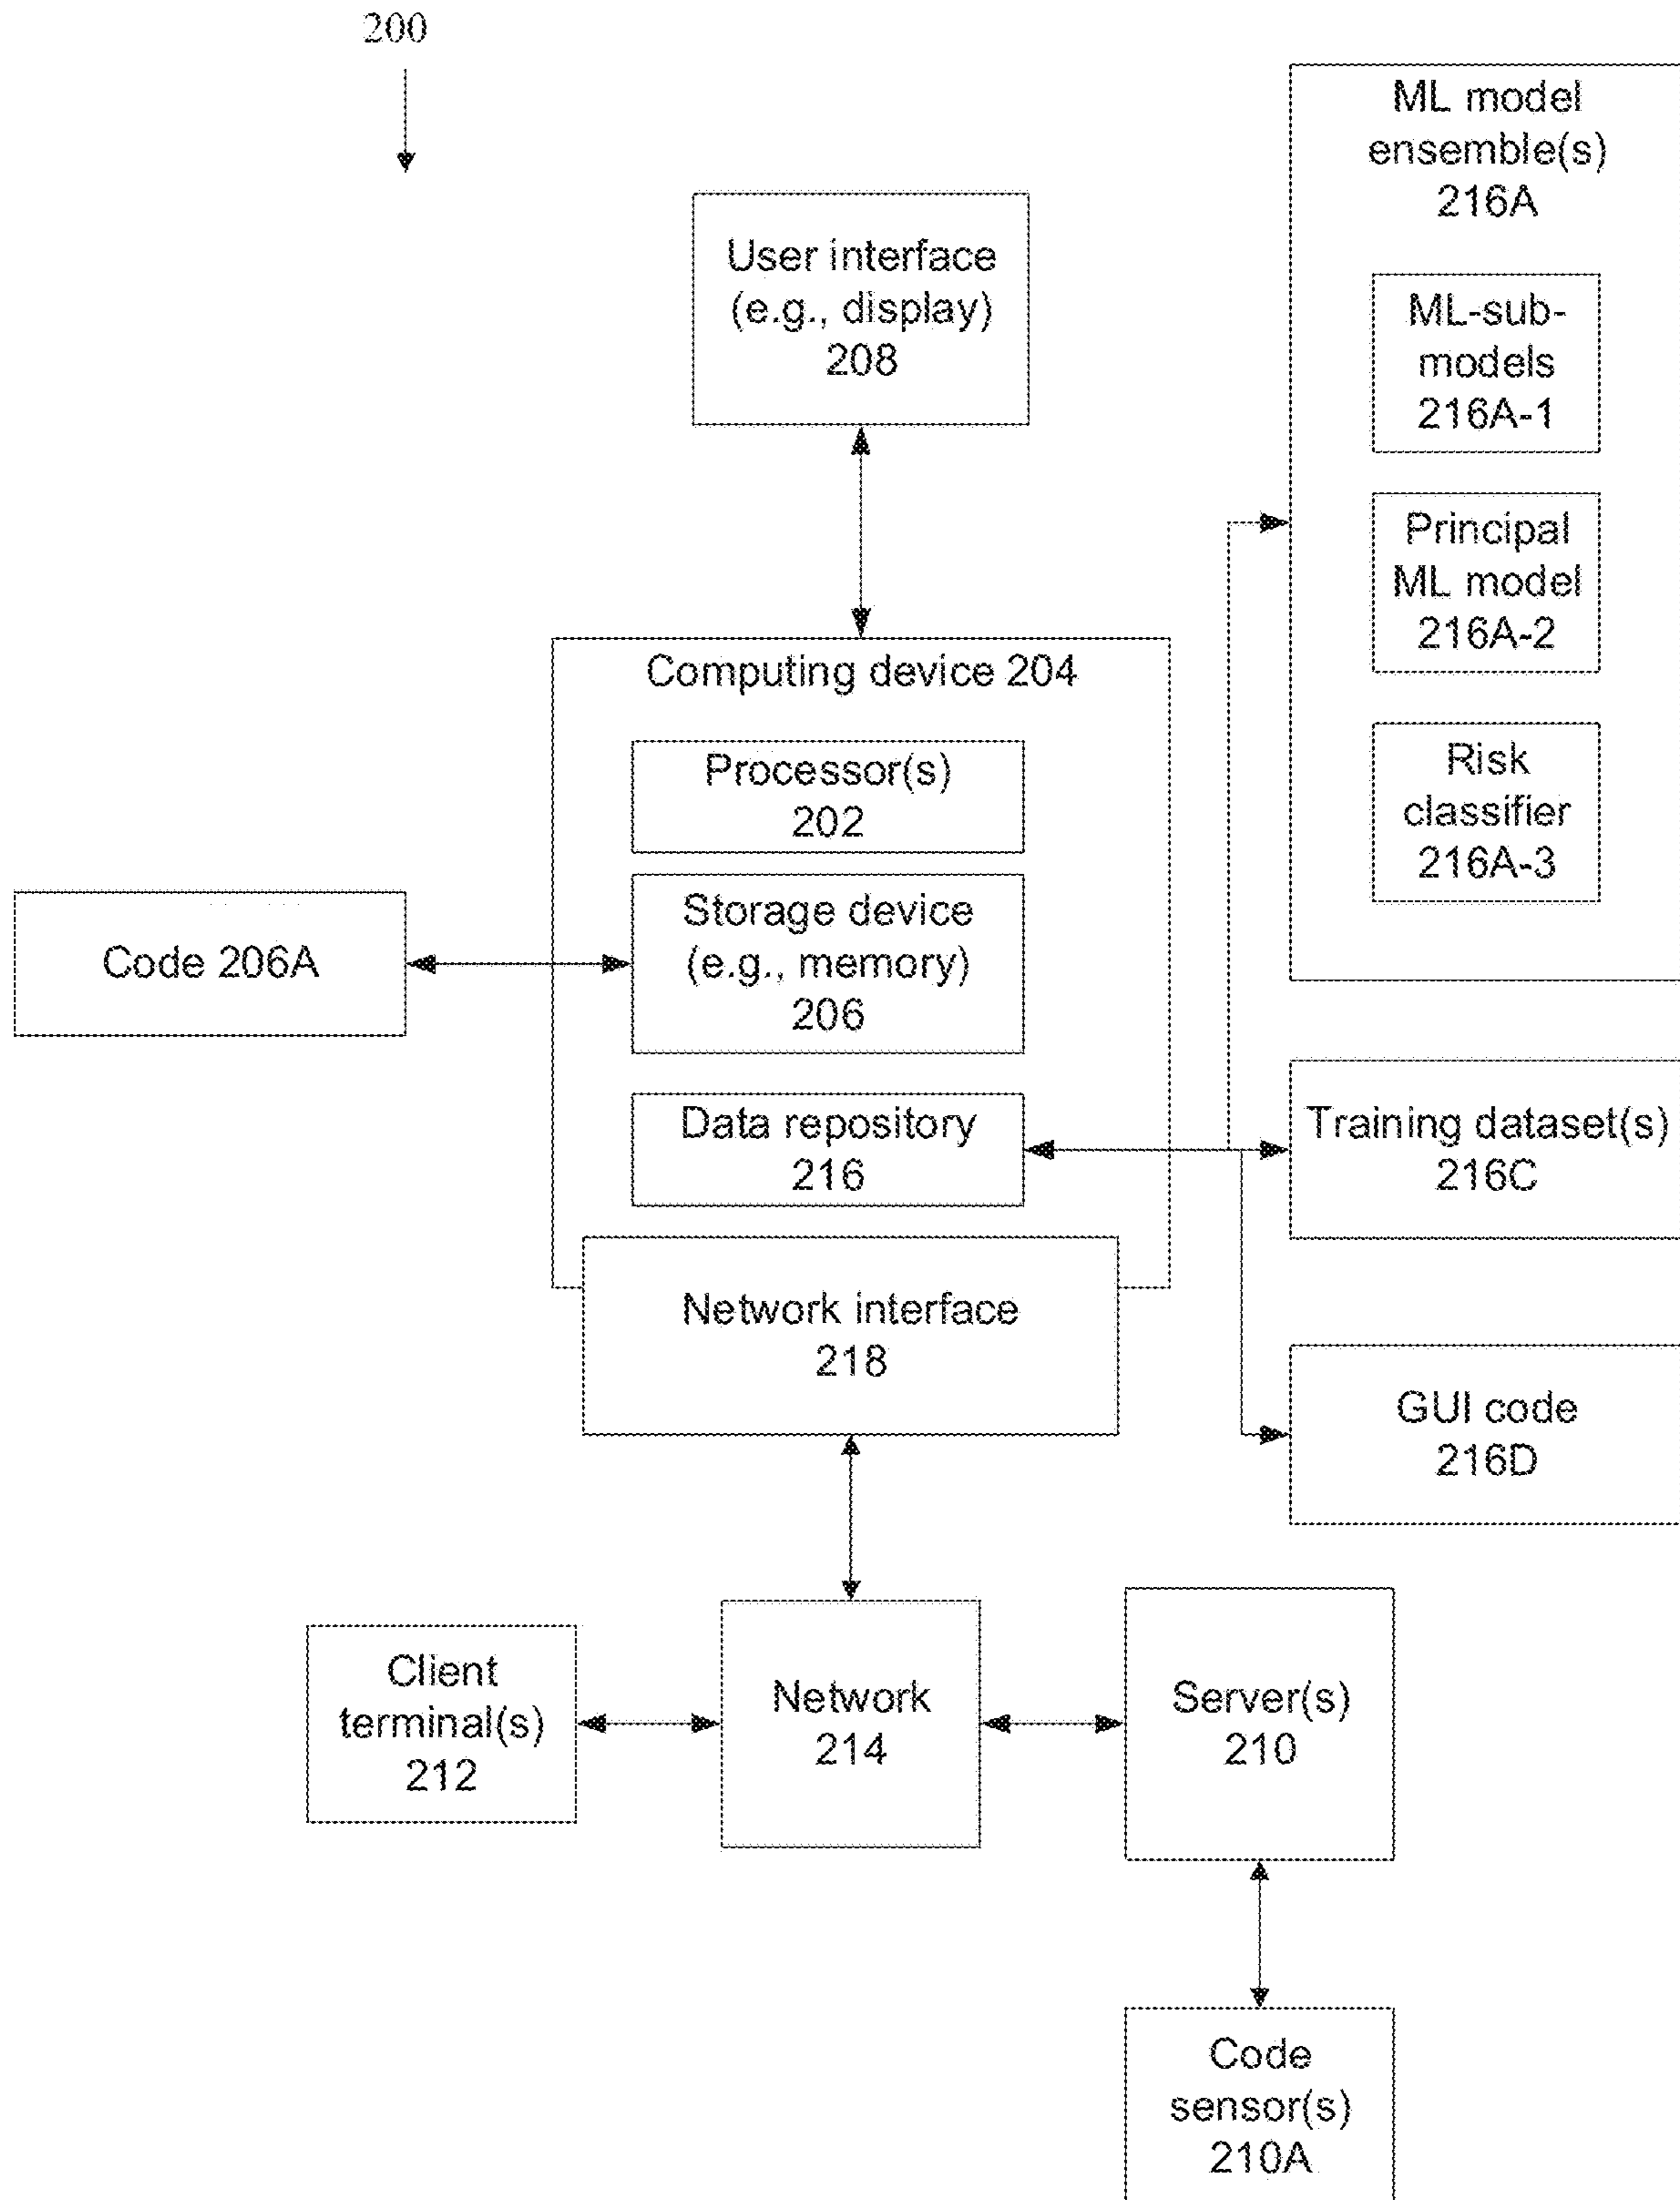 200
ML model
ensemble(s)
216A
User interface
(e.g., display)
208
ML-sub-
models
216A-1
Principal
ML model
216A-2
Computing device 204
Processor(s)
202
Risk
classifier
216A-3
Code 206A
Storage device
(e.g., memory)
206
Data repository
216
Training dataset(s)
216C
Network interface
218
GUI code
216D
Client
terminal(s)
212
Network
214
Server(s)
210
Code
sensor(s)
210A